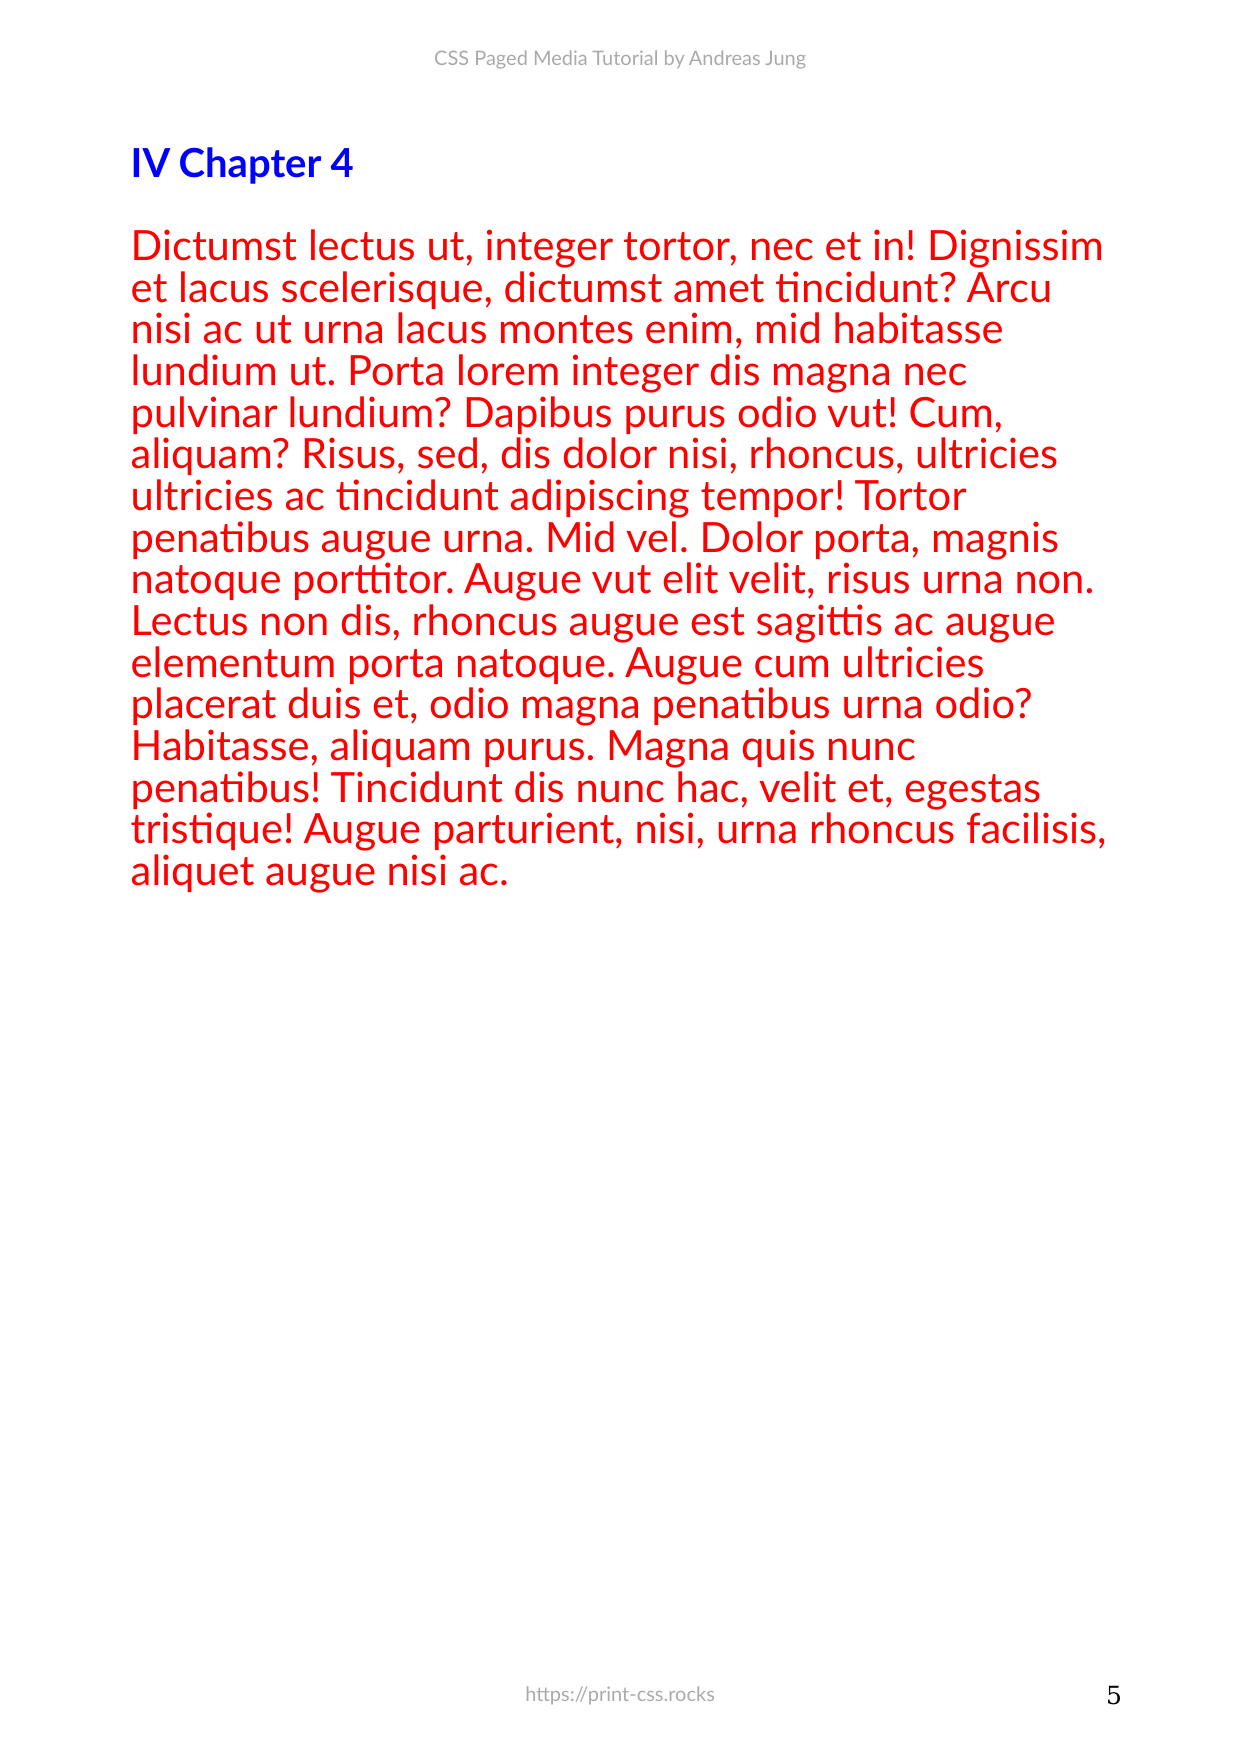 CSS Paged Media Tutorial by Andreas Jung
IV Chapter 4
Dictumst lectus ut, integer tortor, nec et in! Dignissim
et lacus scelerisque, dictumst amet tincidunt? Arcu
nisi ac ut urna lacus montes enim, mid habitasse
lundium ut. Porta lorem integer dis magna nec
pulvinar lundium? Dapibus purus odio vut! Cum,
aliquam? Risus, sed, dis dolor nisi, rhoncus, ultricies
ultricies ac tincidunt adipiscing tempor! Tortor
penatibus augue urna. Mid vel. Dolor porta, magnis
natoque porttitor. Augue vut elit velit, risus urna non.
Lectus non dis, rhoncus augue est sagittis ac augue
elementum porta natoque. Augue cum ultricies
placerat duis et, odio magna penatibus urna odio?
Habitasse, aliquam purus. Magna quis nunc
penatibus! Tincidunt dis nunc hac, velit et, egestas
tristique! Augue parturient, nisi, urna rhoncus facilisis,
aliquet augue nisi ac.
https://print-css.rocks
5